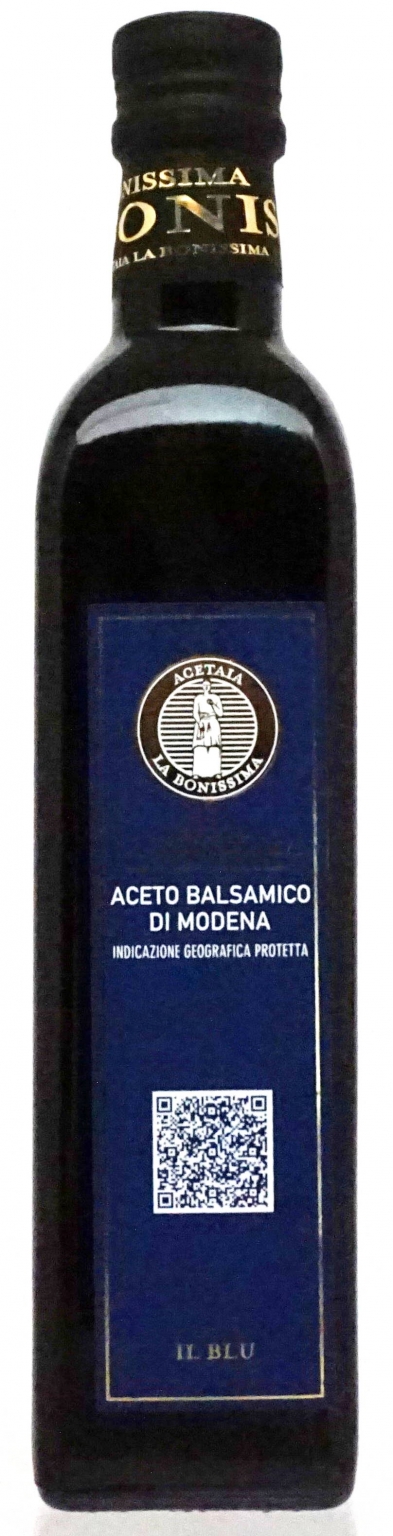 NISSIMA
ONIS
TAIA LA BONISSIMA
ACETAIA
LA BONISSIMA
ACETO BALSAMICO
DI MODENA
INDICAZIONE GEOGRAFICA PROTETTA
IL BLU